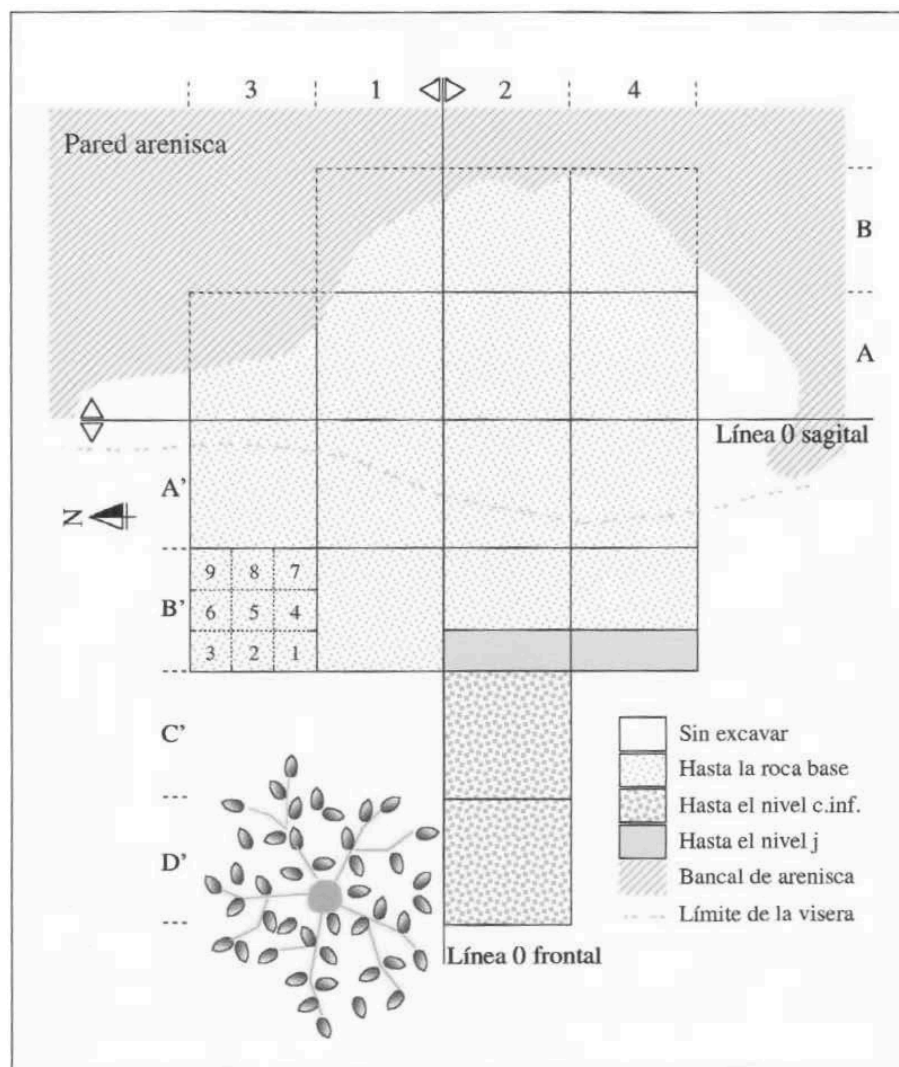 3 1 2 4
Pared arenisca
B
A
Línea 0 sagital
A'
N
9 8 7
B'
6 5 4
3 2 1
C'
Sin excavar
Hasta la roca base
Hasta el nivel c.inf.
Hasta el nivel j
D'
Bancal de arenisca
Límite de la visera
Línea 0 frontal